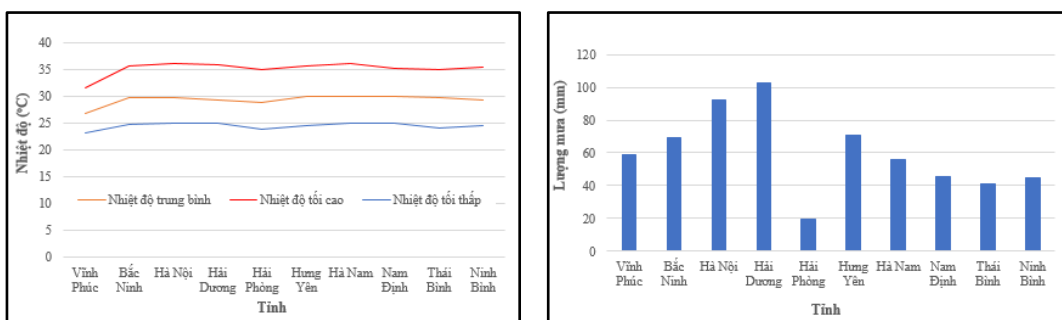 40
35
30
25
20
15
10
5
0
Nhiệt độ (ºC)
Nhiệt độ trung bình Nhiệt độ tối cao Nhiệt độ tối thấp
Vĩnh Bắc Hà Nội Hải Hải Hưng Hà Nam Nam Thái Ninh
Phúc Ninh Dương Phòng Yên Định Bình Bình
Tỉnh
120
100
80
60
40
20
0
Lượng mưa (mm)
Vĩnh Bắc Hà Nội Hải Hải Hưng Hà Nam Nam Thái Ninh
Phúc Ninh Dương Phòng Yên Định Bình Bình
Tỉnh